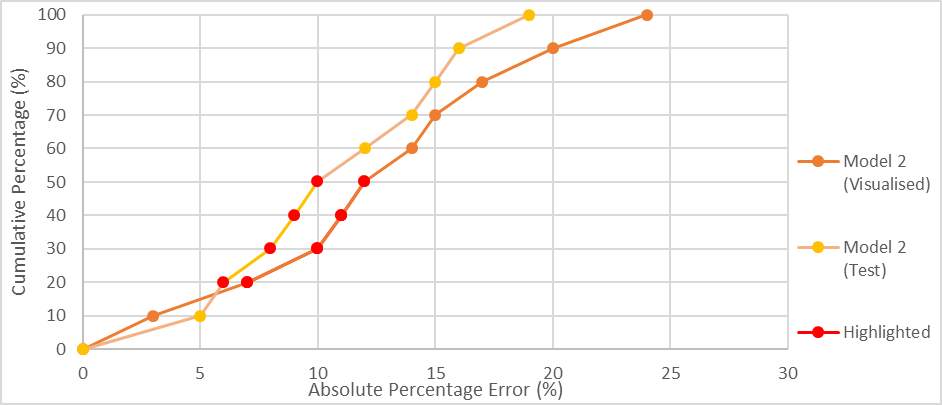 100
90
80
70
60
50
40
30
20
10
0
Cumulative Percentage (%)
0 5 10 15 20 25 30
Absolute Percentage Error (%)
Model 2
(Visualised)
Model 2
(Test)
Highlighted